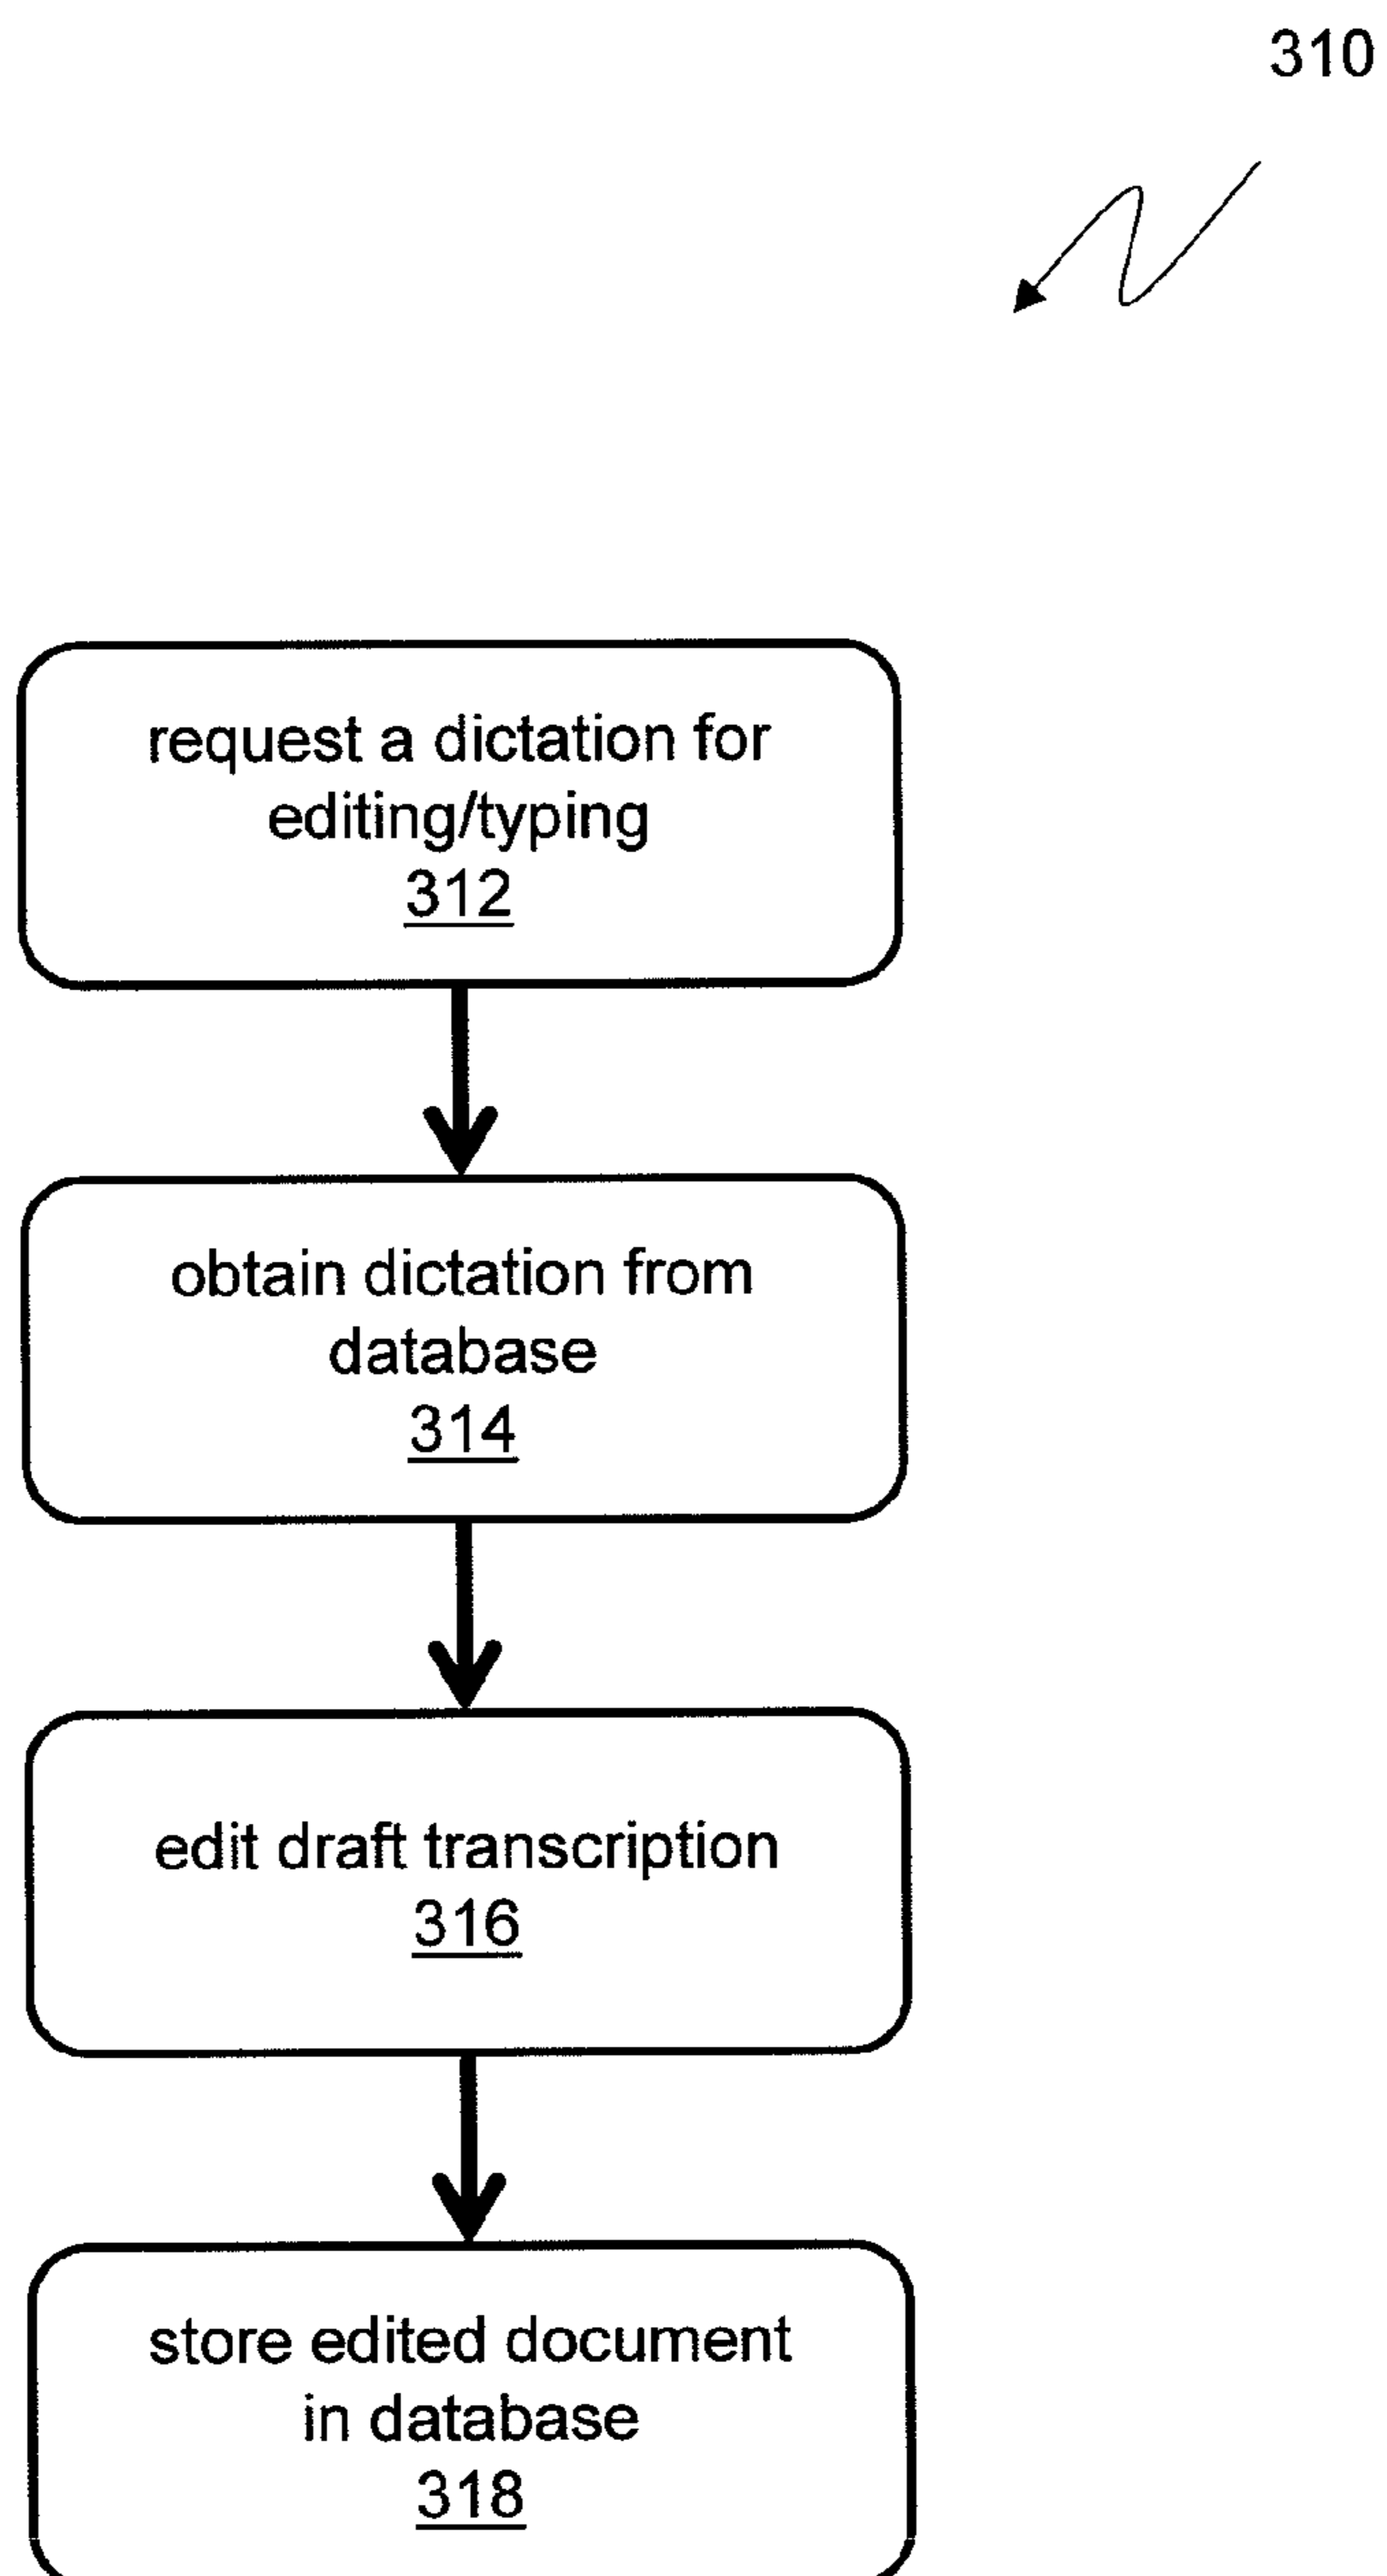 310
request a dictation for
editing/typing
312
obtain dictation from
database
314
edit draft transcription
316
store edited document
in database
318